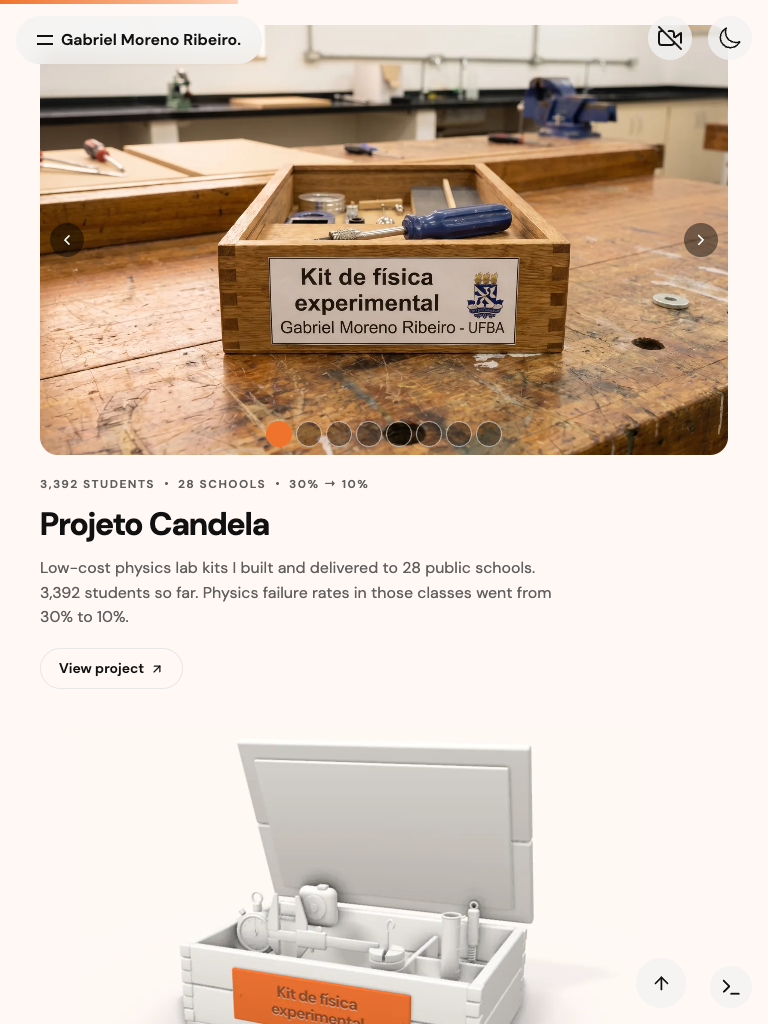 Gabriel Moreno Ribeiro.
Kit de física
experimental
Gabriel Moreno Ribeiro - UFBA
3,392 STUDENTS • 28 SCHOOLS • 30% → 10%
Projeto Candela
Low-cost physics lab kits I built and delivered to 28 public schools.
3,392 students so far. Physics failure rates in those classes went from
30% to 10%.
View project
Kit de física
experimental